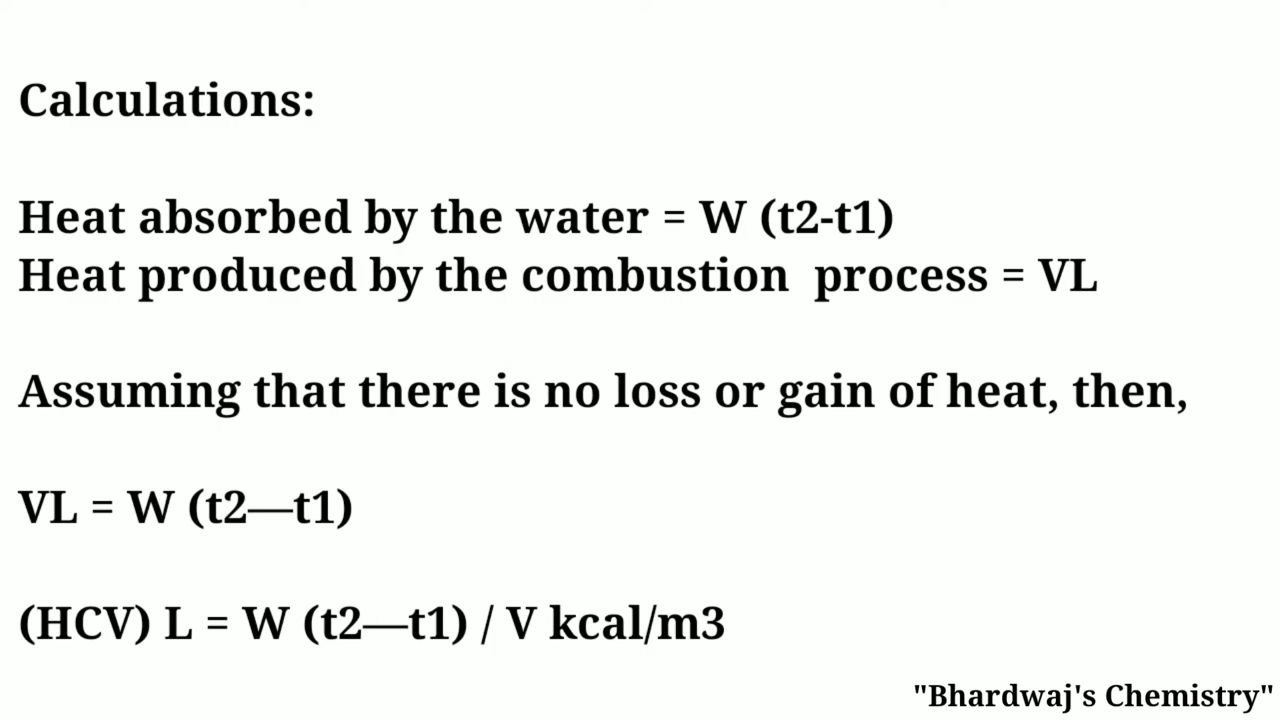 Calculations:
Heat absorbed by the water = W (t2-t1)
Heat produced by the combustion  process = VL
Assuming that there is no loss or gain of heat, then,
VL = W (t2—t1)
(HCV) L = W (t2—t1) / V kcal/m3
"Bhardwaj's Chemistry"